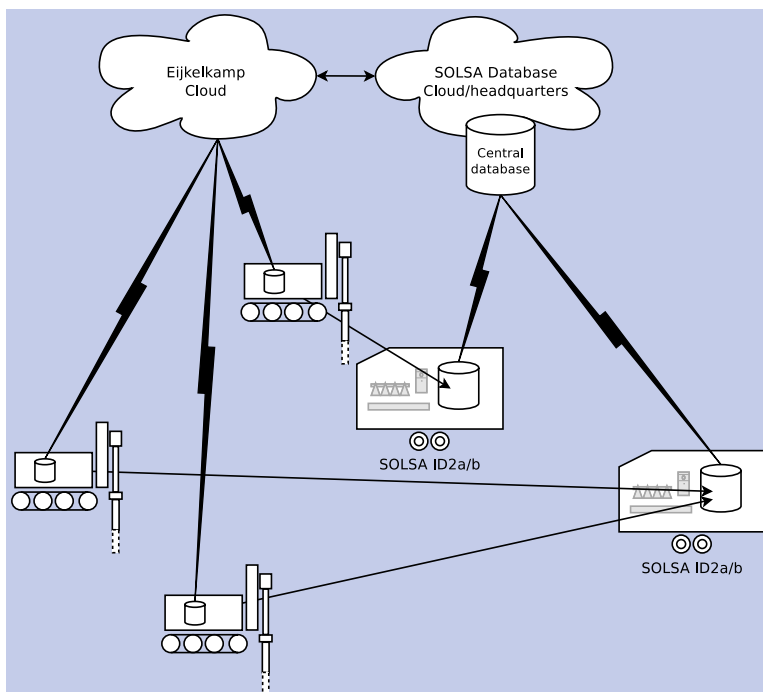 Eijkelkamp
Cloud
SOLSA Database
Cloud/headquarters
Central
database
SOLSA ID2a/b
SOLSA ID2a/b